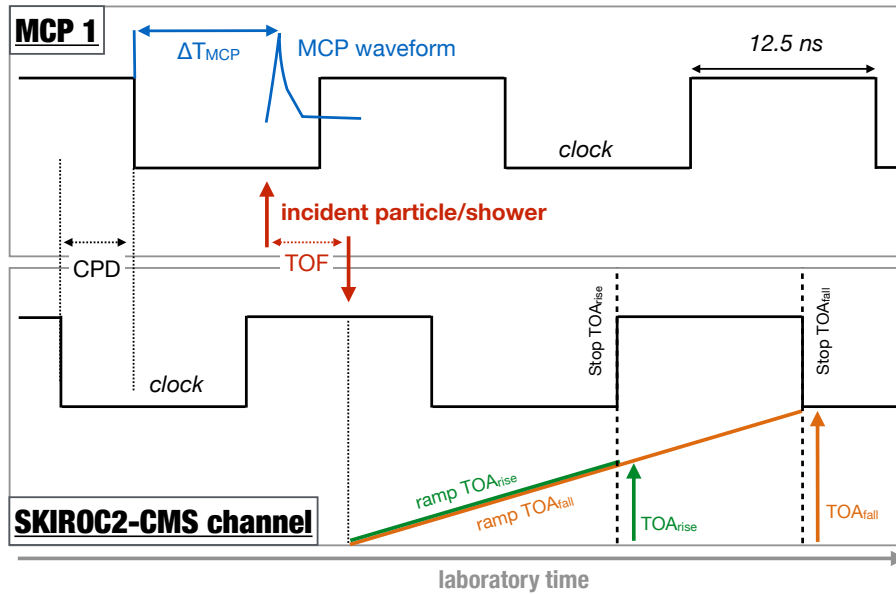 MCP 1
ΔTMCP
MCP waveform
12.5 ns
clock
incident particle/shower
CPD
TOF
Stop TOArise
Stop TOAfall
clock
ramp TOArise
ramp TOAfall
TOArise
TOAfall
SKIROC2-CMS channel
laboratory time